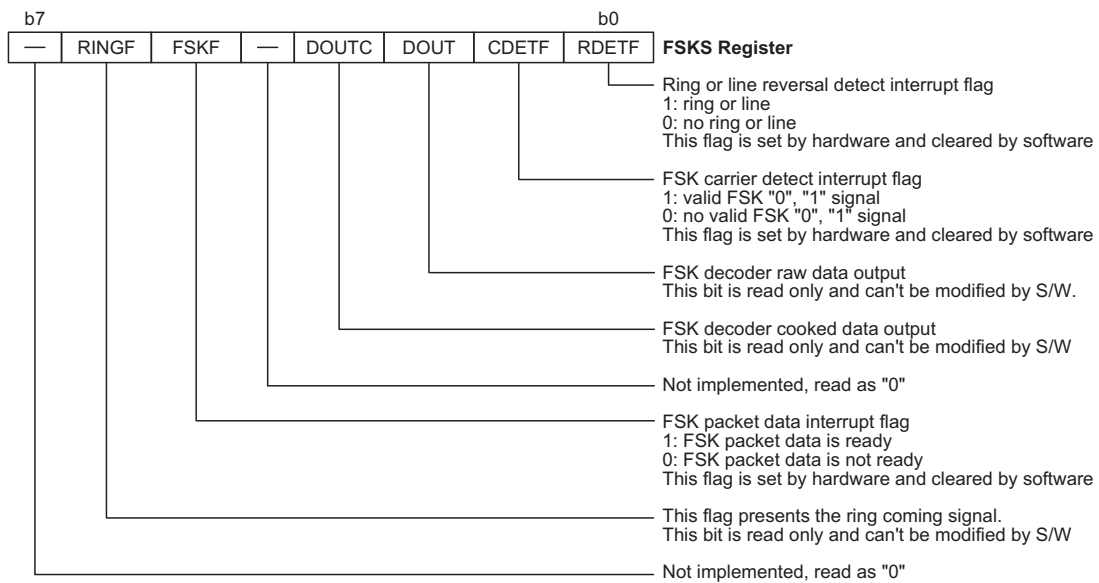 b7 b0
— RINGF FSKF — DOUTC DOUT CDETF RDETF FSKS Register
Ring or line reversal detect interrupt flag
1: ring or line
0: no ring or line
This flag is set by hardware and cleared by software
FSK carrier detect interrupt flag
1: valid FSK "0", "1" signal
0: no valid FSK "0", "1" signal
This flag is set by hardware and cleared by software
FSK decoder raw data output
This bit is read only and can't be modified by S/W.
FSK decoder cooked data output
This bit is read only and can't be modified by S/W
Not implemented, read as "0"
FSK packet data interrupt flag
1: FSK packet data is ready
0: FSK packet data is not ready
This flag is set by hardware and cleared by software
This flag presents the ring coming signal.
This bit is read only and can't be modified by S/W
Not implemented, read as "0"